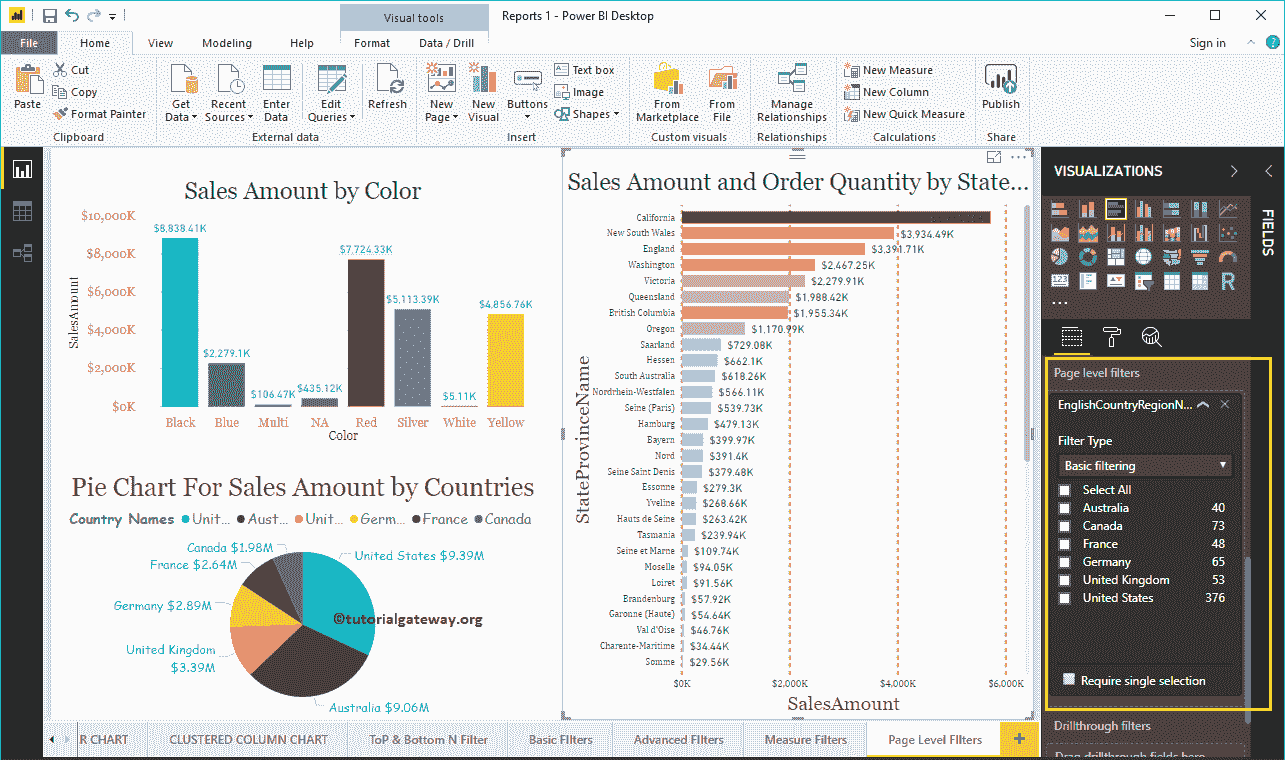 Visual tools
Reports 1 - Power BI Desktop
File
Home
View
Modeling
Help
Format
Data / Drill
Sign in
Paste
Cut
Copy
Format Painter
Get Data
Recent Sources
Enter Data
Edit Queries
Refresh
New Page
New Visual
Buttons
Text box
Image
Shapes
From Marketplace
From File
Manage Relationships
New Measure
New Column
New Quick Measure
Publish
Clipboard
External data
Insert
Custom visuals
Relationships
Calculations
Share
Sales Amount by Color
SalesAmount
$10,000K
$8,000K
$6,000K
$4,000K
$2,000K
$0K
$8,838.41K
$2,279.1K
$106.47K
$435.12K
$7,724.33K
$5,113.39K
$5.11K
$4,856.76K
Black
Blue
Multi
NA
Red
Silver
White
Yellow
Color
Pie Chart For Sales Amount by Countries
Country Names Unit... Aust... Unit... Germ... France Canada
Canada $1.98M
France $2.64M
Germany $2.89M
United Kingdom
$3.39M
United States $9.39M
Australia $9.06M
©tutorialgateway.org
Sales Amount and Order Quantity by State...
StateProvinceName
California
New South Wales $3,934.49K
England $3,391.71K
Washington $2,467.25K
Victoria $2,279.91K
Queensland $1,988.42K
British Columbia $1,955.34K
Oregon $1,170.99K
Saarland $729.08K
Hessen $662.1K
South Australia $618.26K
Nordrhein-Westfalen $566.11K
Seine (Paris) $539.73K
Hamburg $479.13K
Bayern $399.97K
Nord $391.4K
Seine Saint Denis $379.48K
Essonne $279.3K
Yveline $268.66K
Hauts de Seine $263.42K
Tasmania $239.94K
Seine et Marne $109.74K
Moselle $94.05K
Loiret $91.56K
Brandenburg $57.92K
Garonne (Haute) $54.64K
Val d'Oise $46.76K
Charente-Maritime $34.44K
Somme $29.56K
$0K
$2,000K
$4,000K
$6,000K
SalesAmount
VISUALIZATIONS
FIELDS
123
R
Page level filters
EnglishCountryRegionN...
Filter Type
Basic filtering
Select All
Australia 40
Canada 73
France 48
Germany 65
United Kingdom 53
United States 376
Require single selection
Drillthrough filters
Drag drillthrough fields here
R CHART
CLUSTERED COLUMN CHART
ToP & Bottom N Filter
Basic FIlters
Advanced FIlters
Measure Filters
Page Level FIlters
+